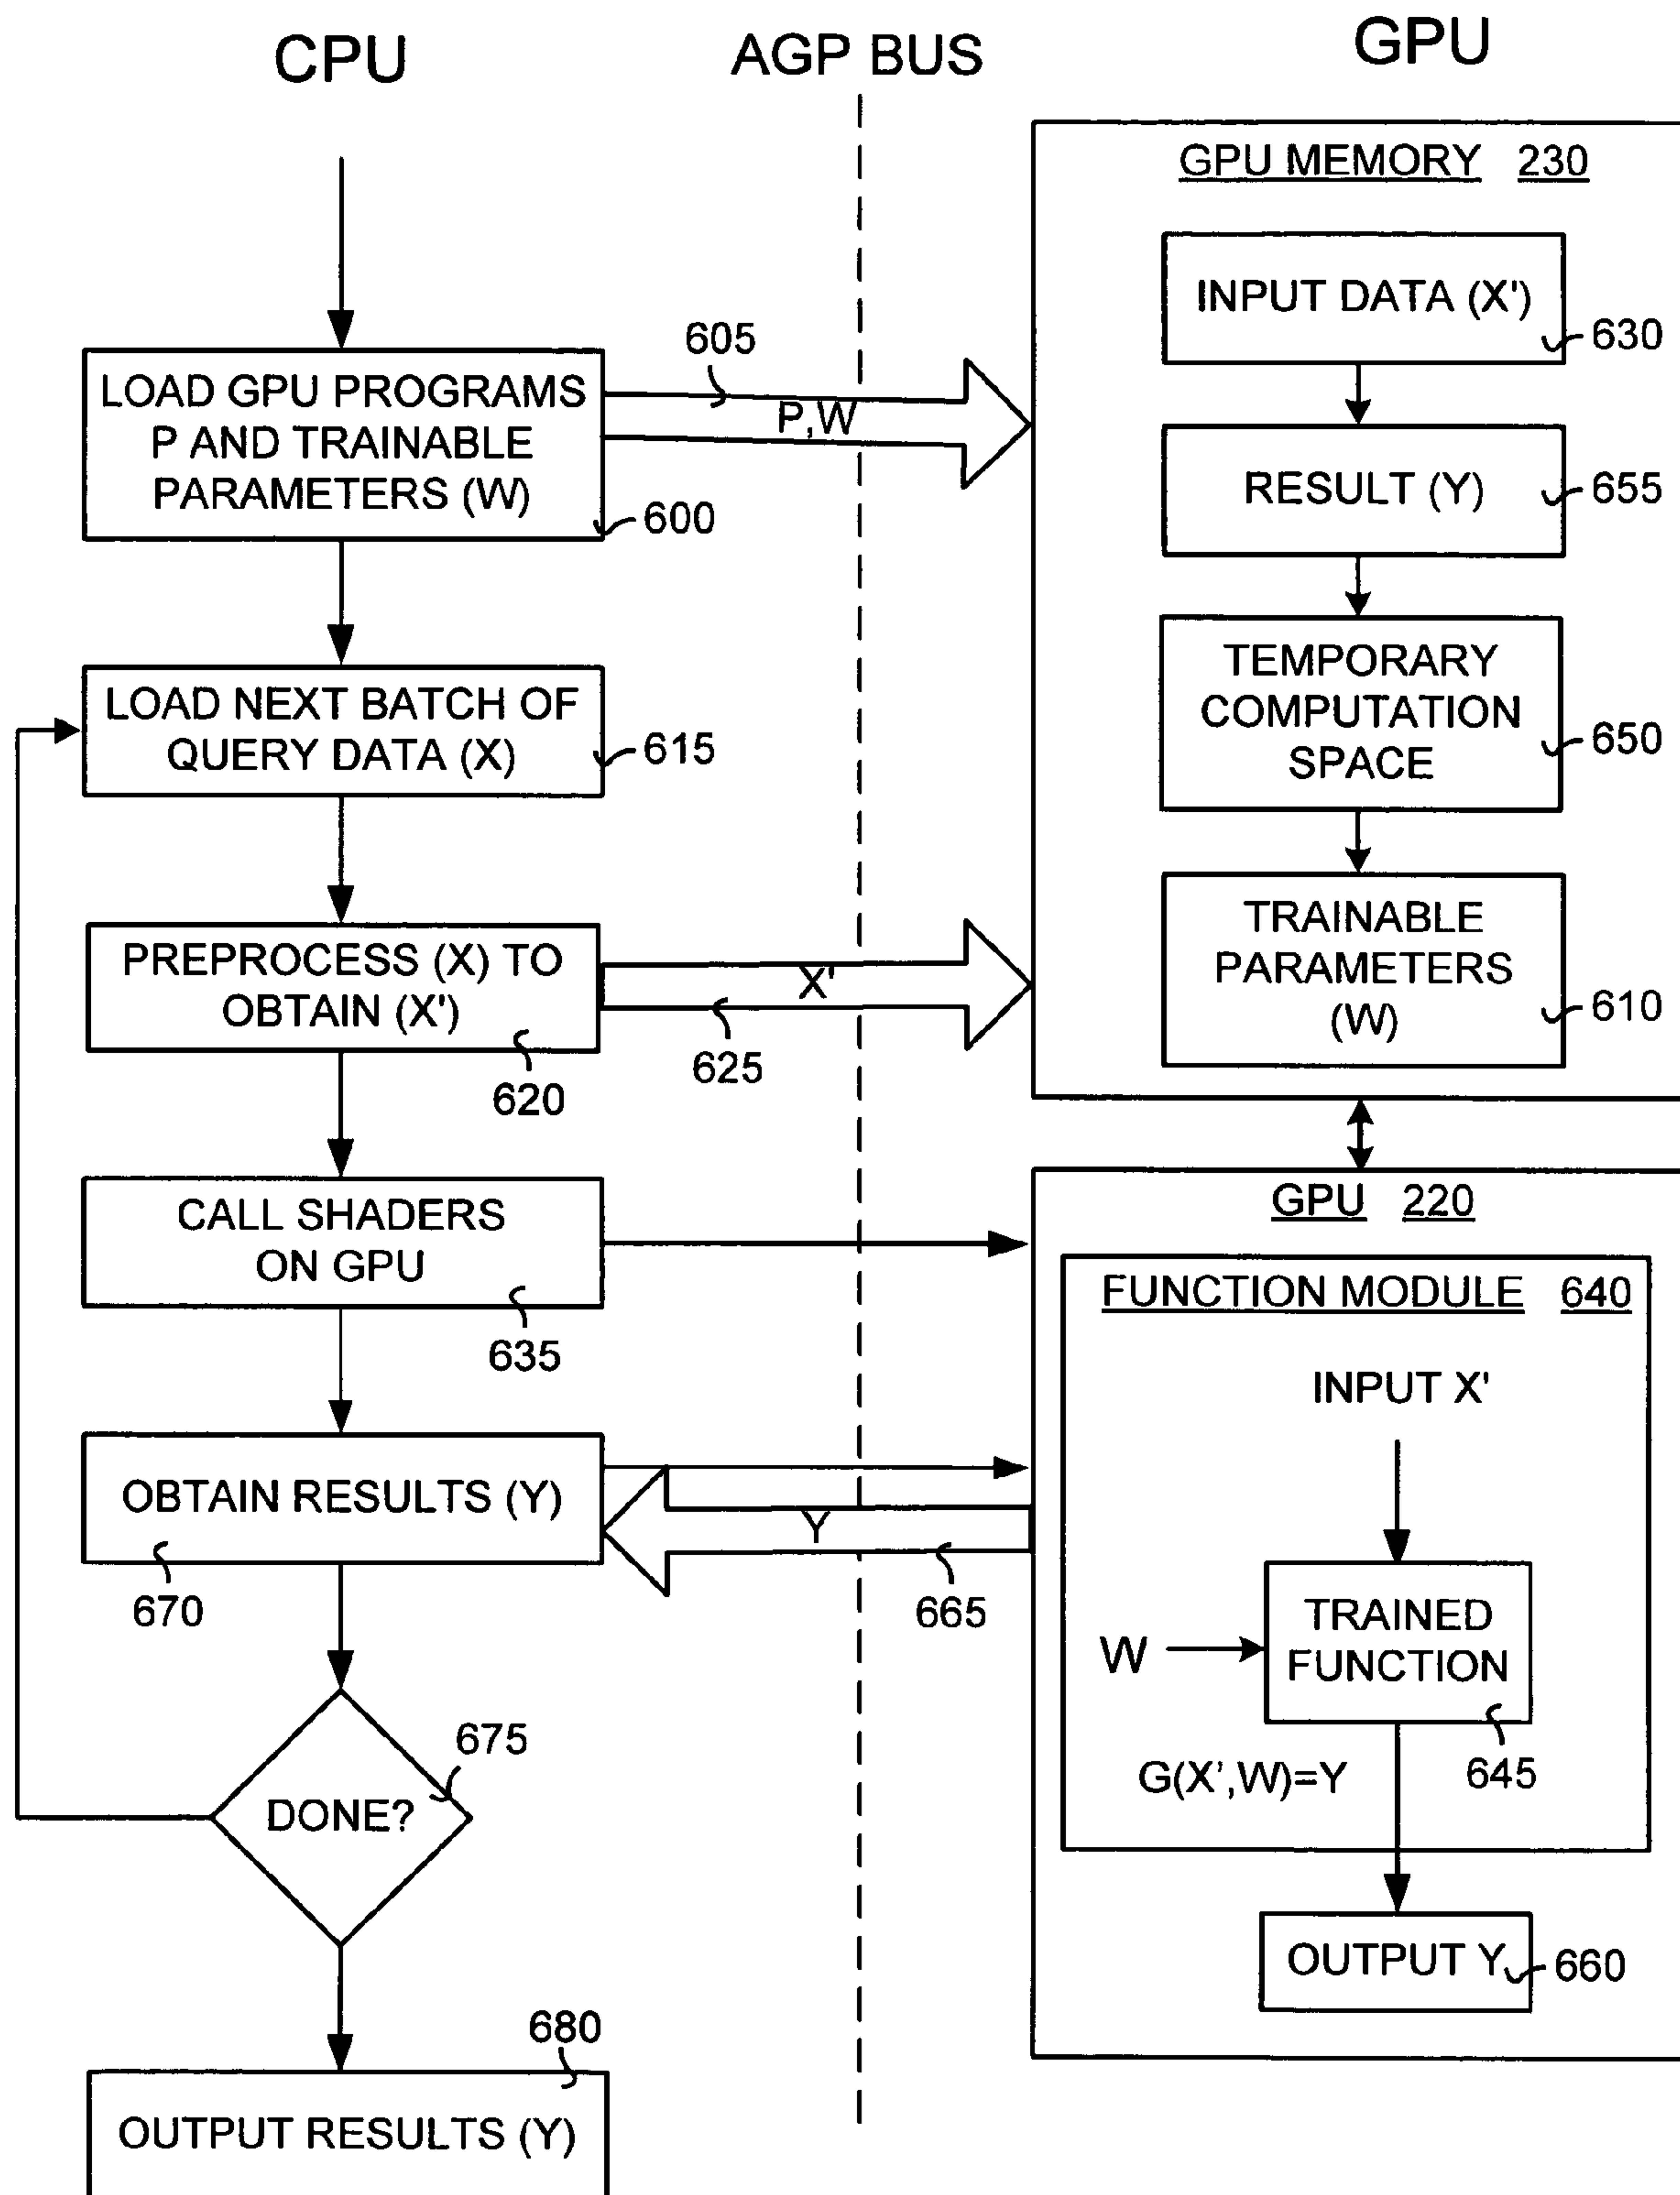 CPU
AGP BUS
GPU
LOAD GPU PROGRAMS
P AND TRAINABLE
PARAMETERS (W)
600
605
P,W
LOAD NEXT BATCH OF
QUERY DATA (X)
615
PREPROCESS (X) TO
OBTAIN (X')
620
X'
625
CALL SHADERS
ON GPU
635
OBTAIN RESULTS (Y)
670
Y
665
DONE?
675
680
OUTPUT RESULTS (Y)
GPU MEMORY 230
INPUT DATA (X')
630
RESULT (Y)
655
TEMPORARY
COMPUTATION
SPACE
650
TRAINABLE
PARAMETERS
(W)
610
GPU 220
FUNCTION MODULE 640
INPUT X'
W
TRAINED
FUNCTION
645
G(X',W)=Y
OUTPUT Y
660